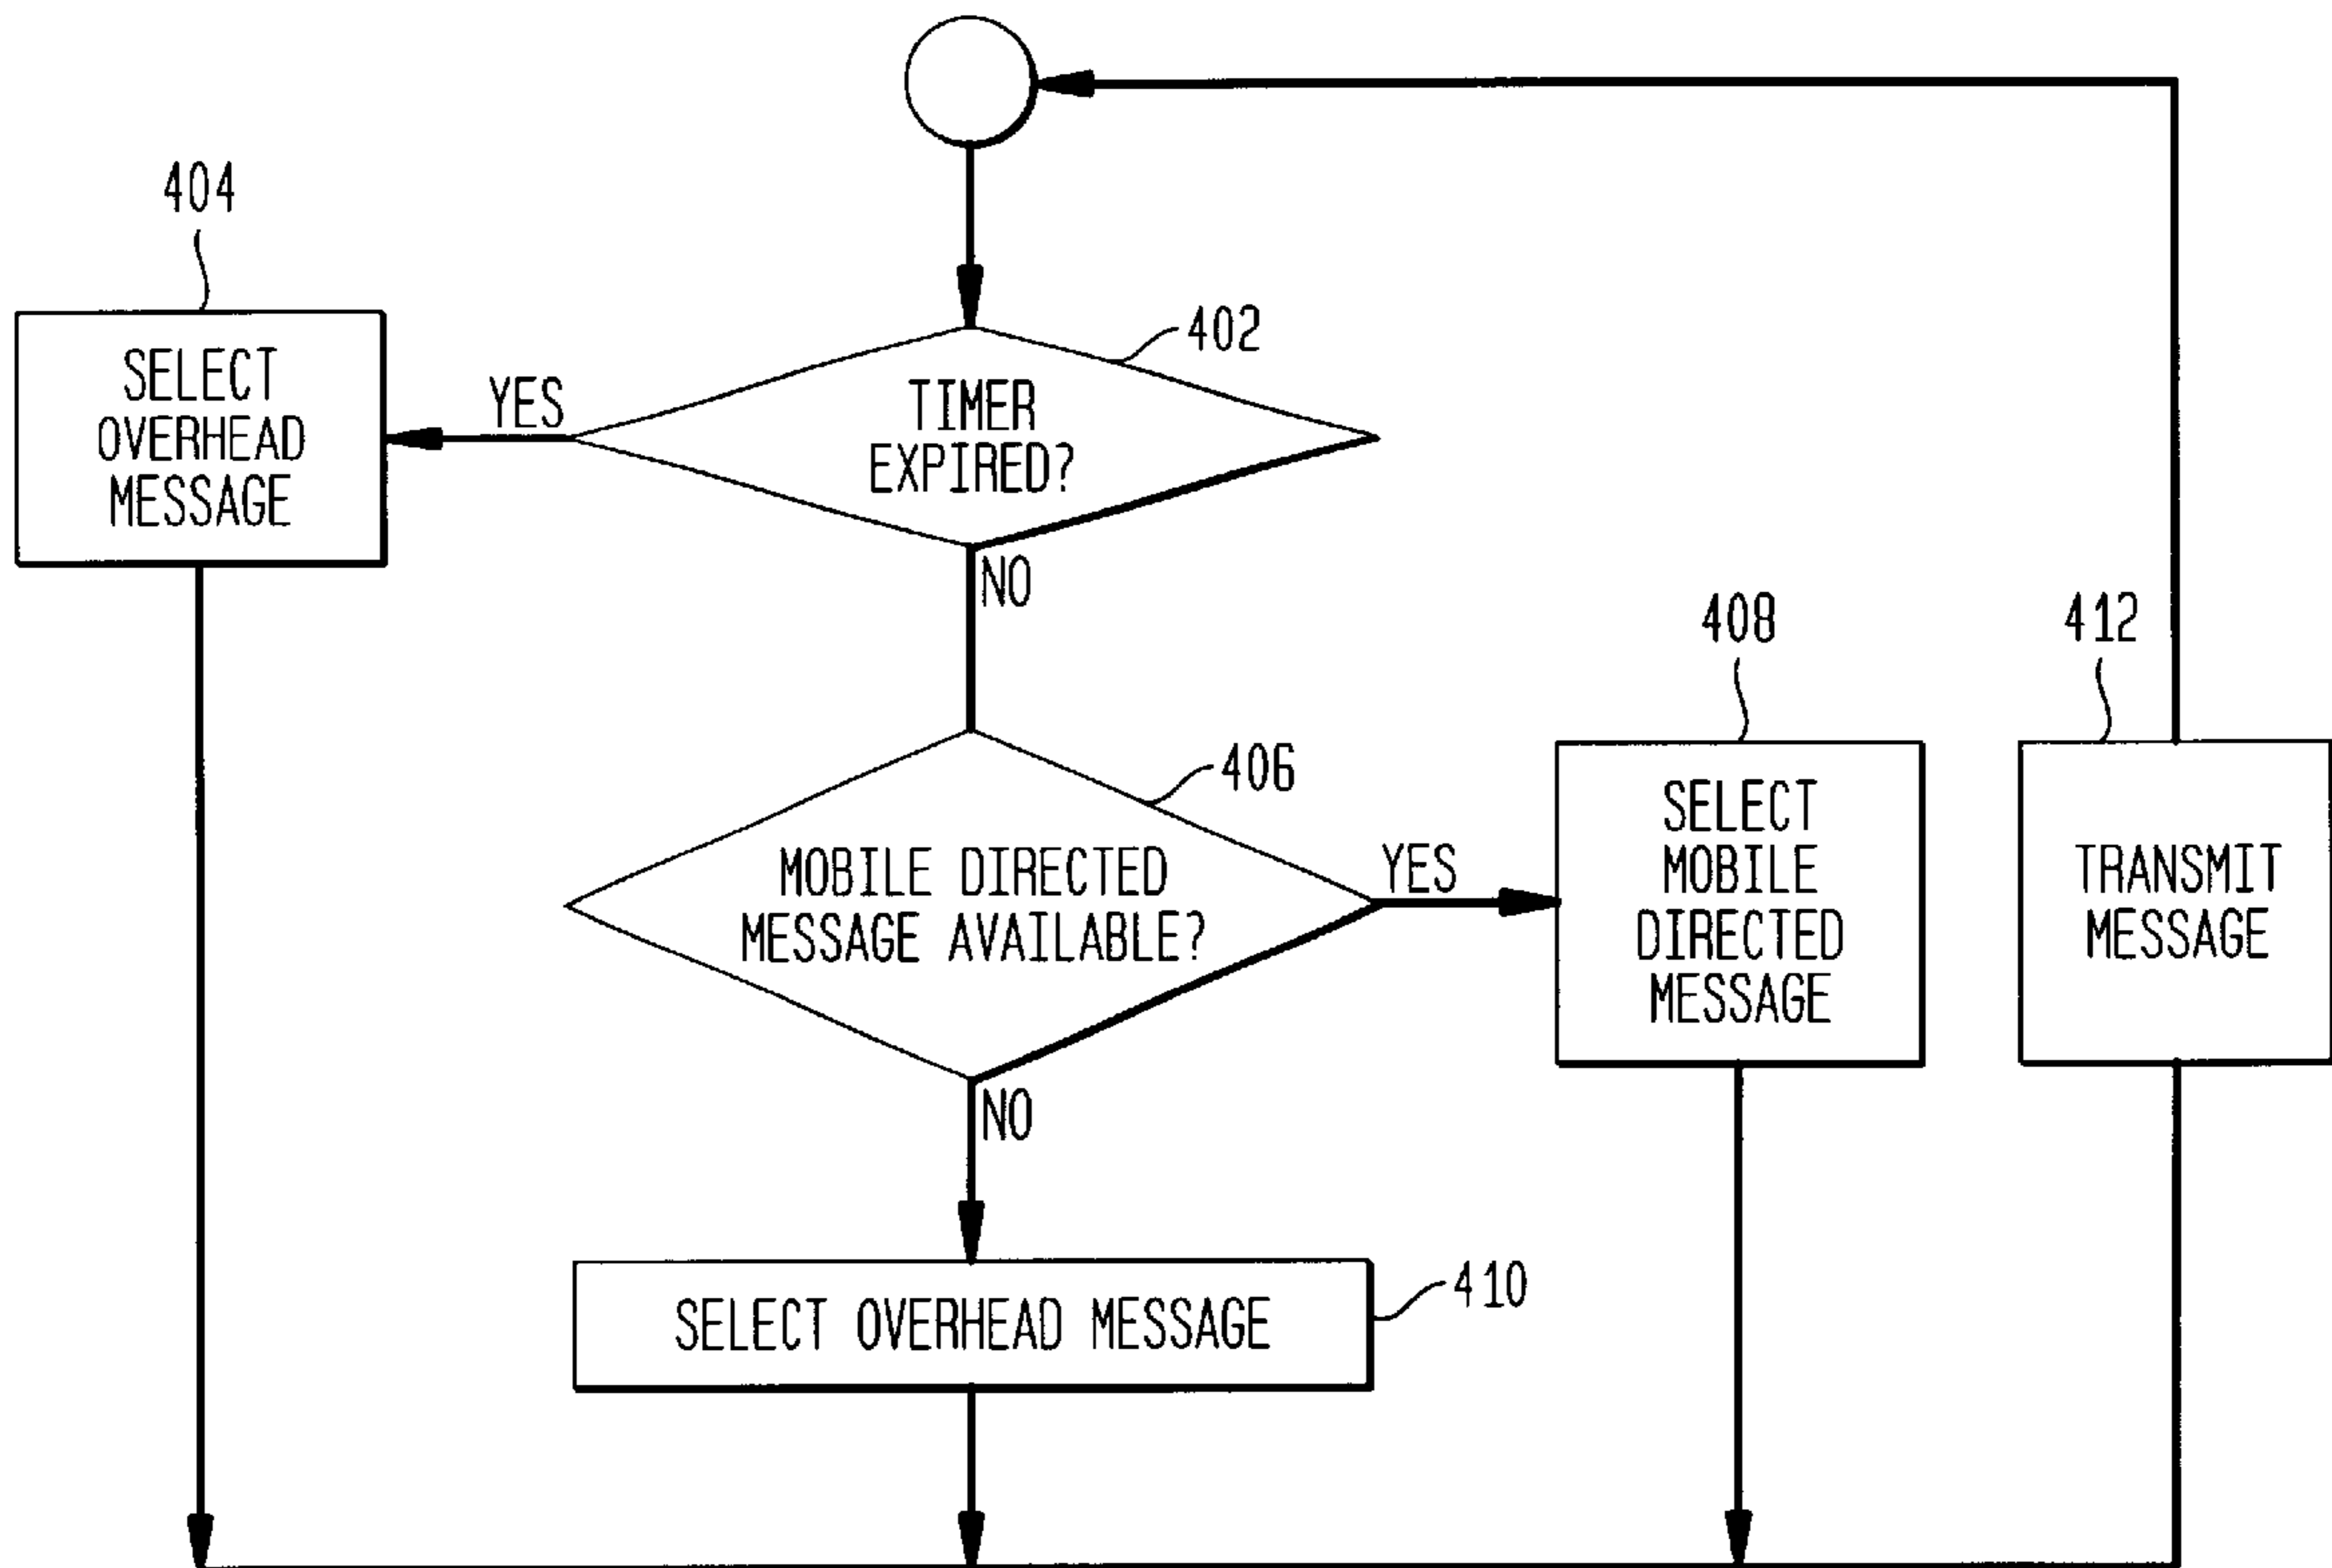 404
SELECT
OVERHEAD
MESSAGE
YES
402
TIMER
EXPIRED?
NO
406
MOBILE DIRECTED
MESSAGE AVAILABLE?
YES
408
SELECT
MOBILE
DIRECTED
MESSAGE
412
TRANSMIT
MESSAGE
NO
SELECT OVERHEAD MESSAGE
410